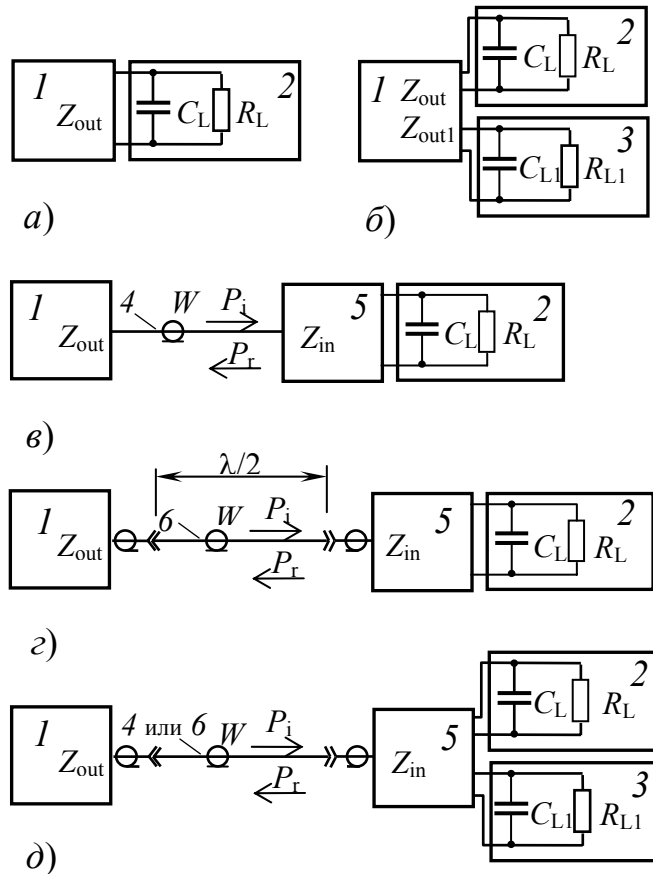 1 Z_out C_L R_L 2
а)
1 Z_out Z_out1 C_L R_L 2
C_L1 R_L1 3
б)
1 Z_out 4 W P_i P_r 5 Z_in C_L R_L 2
в)
λ/2
1 Z_out 6 W P_i P_r 5 Z_in C_L R_L 2
г)
1 Z_out 4 или 6 W P_i P_r 5 Z_in C_L R_L 2
C_L1 R_L1 3
д)